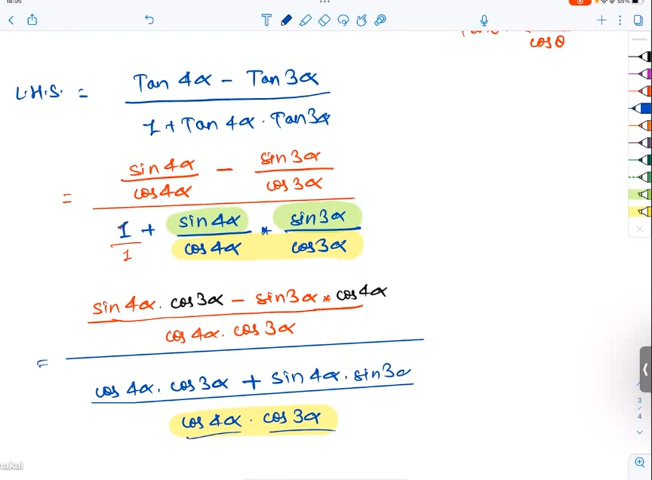 cosθ
L.H.S. = Tan 4α − Tan 3α
1 + Tan 4α · Tan 3α
= sin 4α / cos 4α − sin 3α / cos 3α
1/1 + sin 4α / cos 4α * sin 3α / cos 3α
sin 4α · cos 3α − sin 3α * cos 4α
cos 4α · cos 3α
=
cos 4α · cos 3α + sin 4α · sin 3α
cos 4α · cos 3α